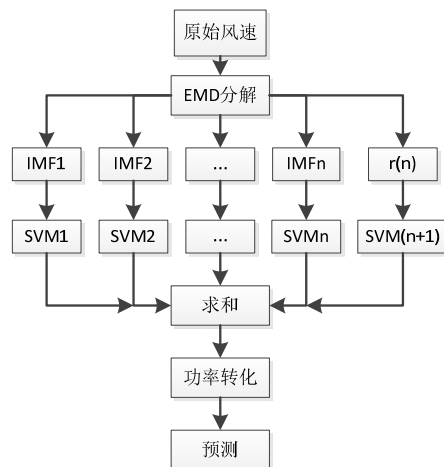 原始风速
EMD分解
IMF1 IMF2 ... IMFn r(n)
SVM1 SVM2 ... SVMn SVM(n+1)
求和
功率转化
预测